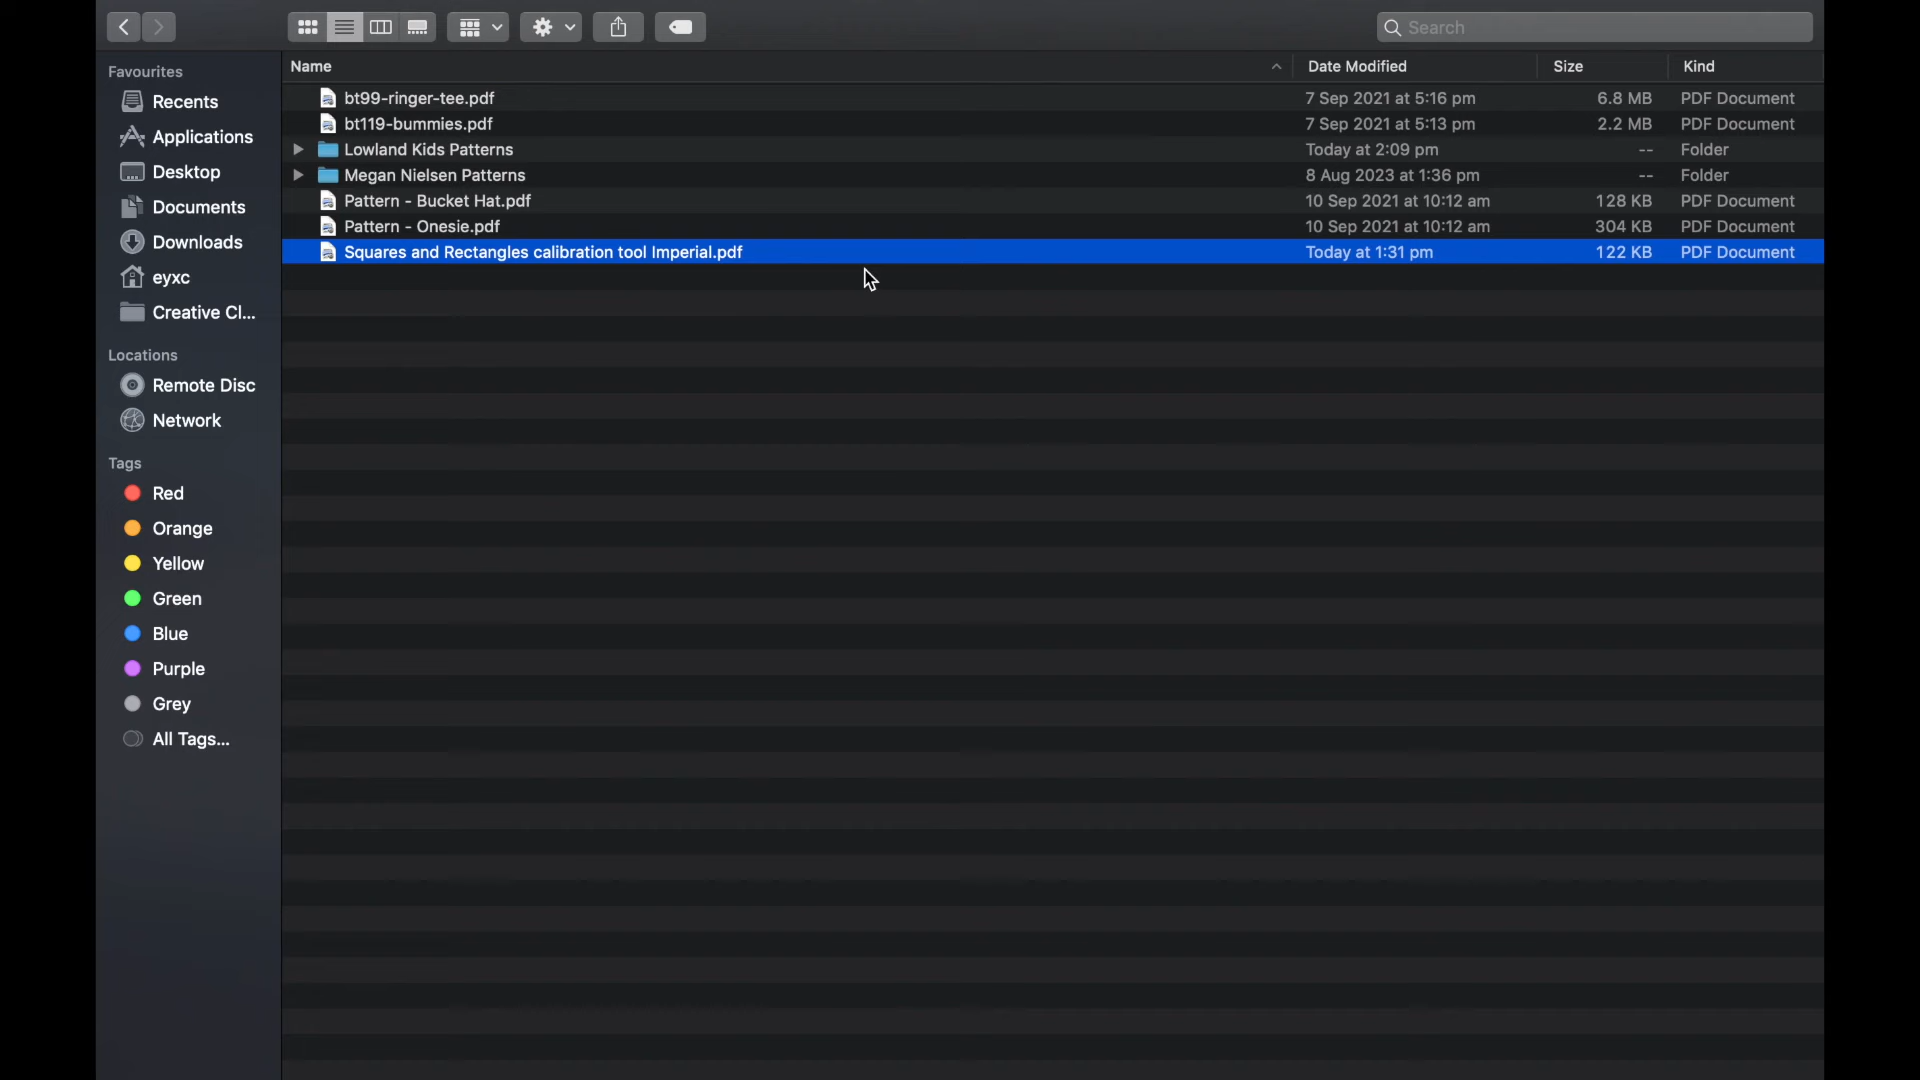 Search
Favourites
Recents
Applications
Desktop
Documents
Downloads
eyxc
Creative Cl...
Locations
Remote Disc
Network
Tags
Red
Orange
Yellow
Green
Blue
Purple
Grey
All Tags...
Name Date Modified Size Kind
bt99-ringer-tee.pdf 7 Sep 2021 at 5:16 pm 6.8 MB PDF Document
bt119-bummies.pdf 7 Sep 2021 at 5:13 pm 2.2 MB PDF Document
Lowland Kids Patterns Today at 2:09 pm -- Folder
Megan Nielsen Patterns 8 Aug 2023 at 1:36 pm -- Folder
Pattern - Bucket Hat.pdf 10 Sep 2021 at 10:12 am 128 KB PDF Document
Pattern - Onesie.pdf 10 Sep 2021 at 10:12 am 304 KB PDF Document
Squares and Rectangles calibration tool Imperial.pdf Today at 1:31 pm 122 KB PDF Document